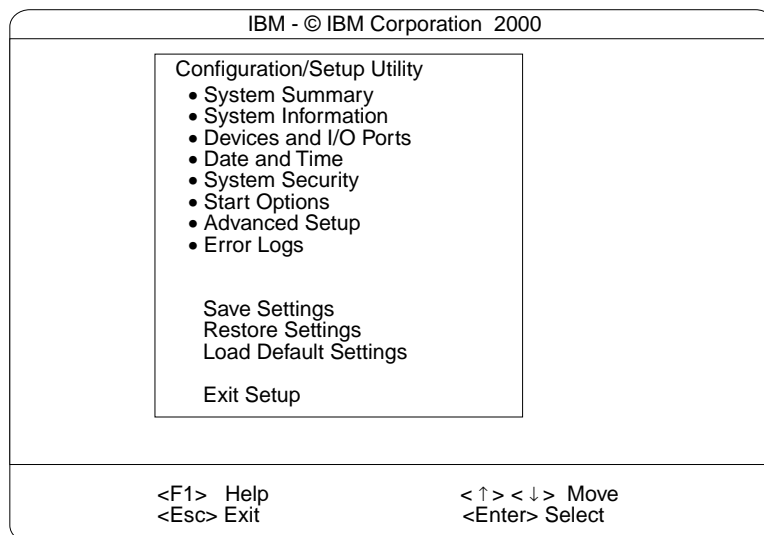 IBM - © IBM Corporation 2000
Configuration/Setup Utility
• System Summary
• System Information
• Devices and I/O Ports
• Date and Time
• System Security
• Start Options
• Advanced Setup
• Error Logs
Save Settings
Restore Settings
Load Default Settings
Exit Setup
<F1> Help <↑><↓> Move
<Esc> Exit <Enter> Select